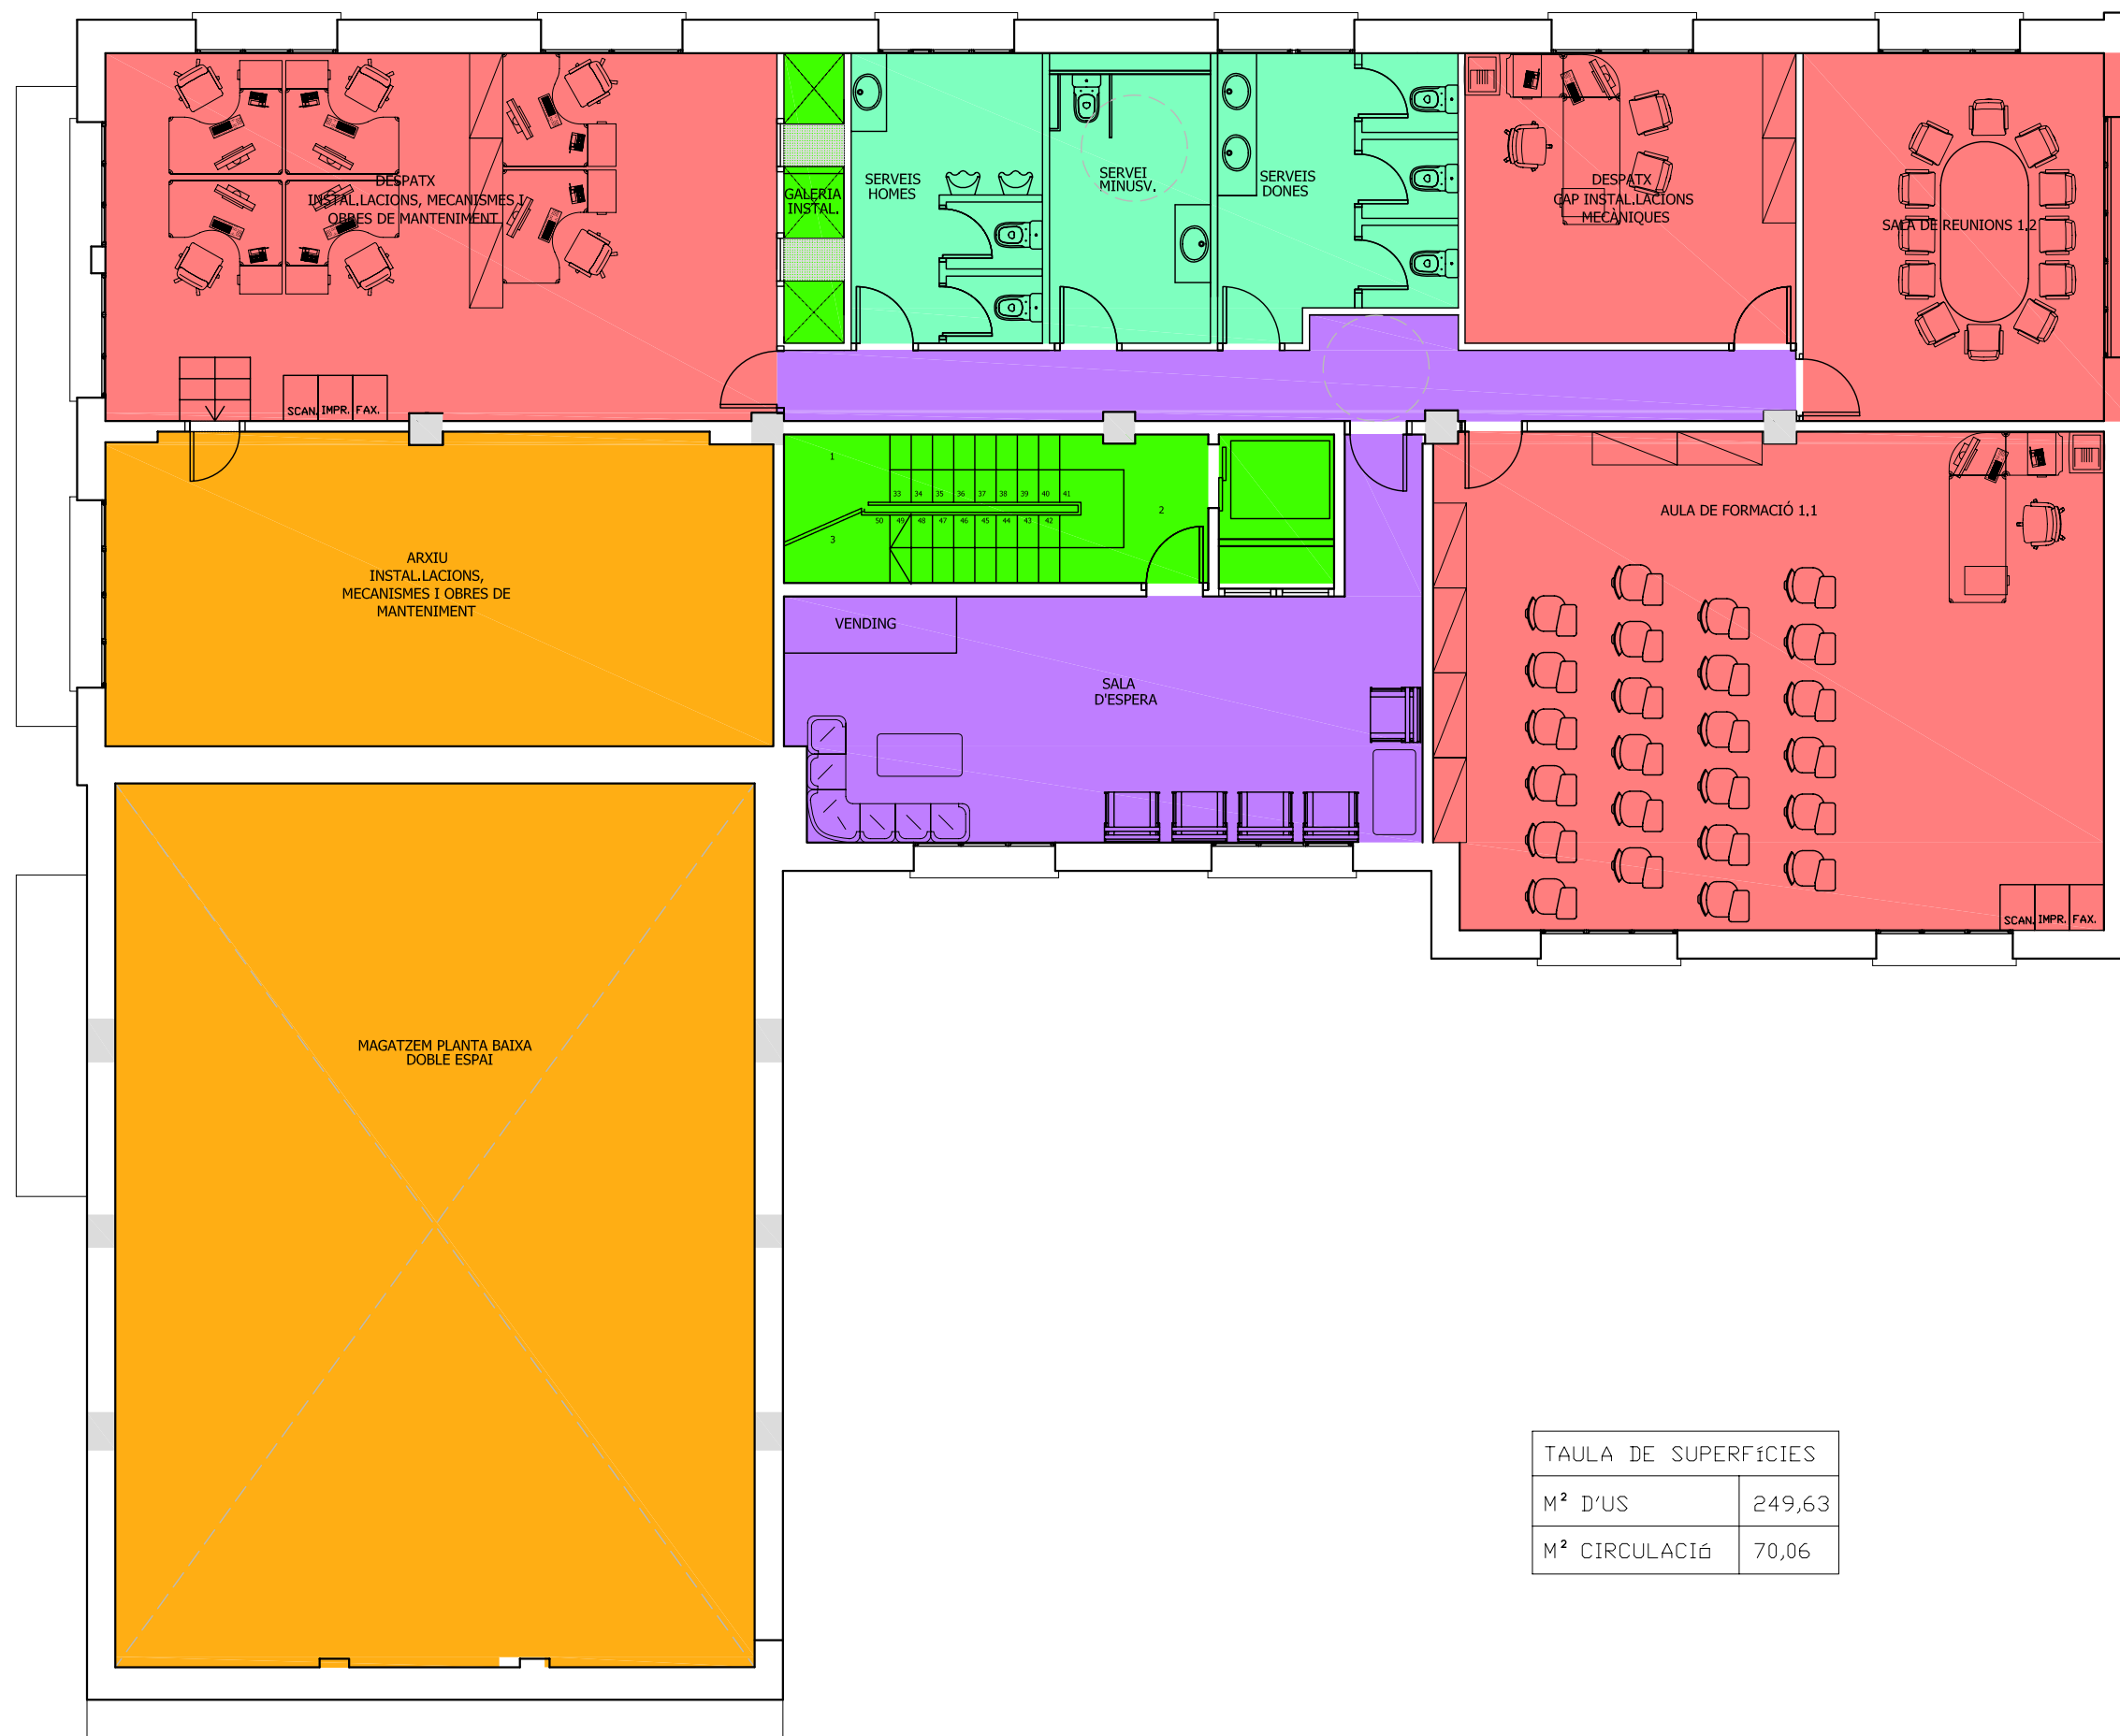 DESPATX
INSTAL.LACIONS, MECANISMES I
OBRES DE MANTENIMENT
GALERIA
INSTAL.
SERVEIS
HOMES
SERVEI
MINUSV.
SERVEIS
DONES
DESPATX
CAP INSTAL.LACIONS
MECÀNIQUES
SALA DE REUNIONS 1,2
SCAN. IMPR. FAX.
1
33 34 35 36 37 38 39 40 41
2
50 49 48 47 46 45 44 43 42
3
AULA DE FORMACIÓ 1,1
ARXIU
INSTAL.LACIONS,
MECANISMES I OBRES DE
MANTENIMENT
VENDING
SALA
D'ESPERA
SCAN. IMPR. FAX.
MAGATZEM PLANTA BAIXA
DOBLE ESPAI
TAULA DE SUPERFíCIES
M² D'US 249,63
M² CIRCULACIó 70,06